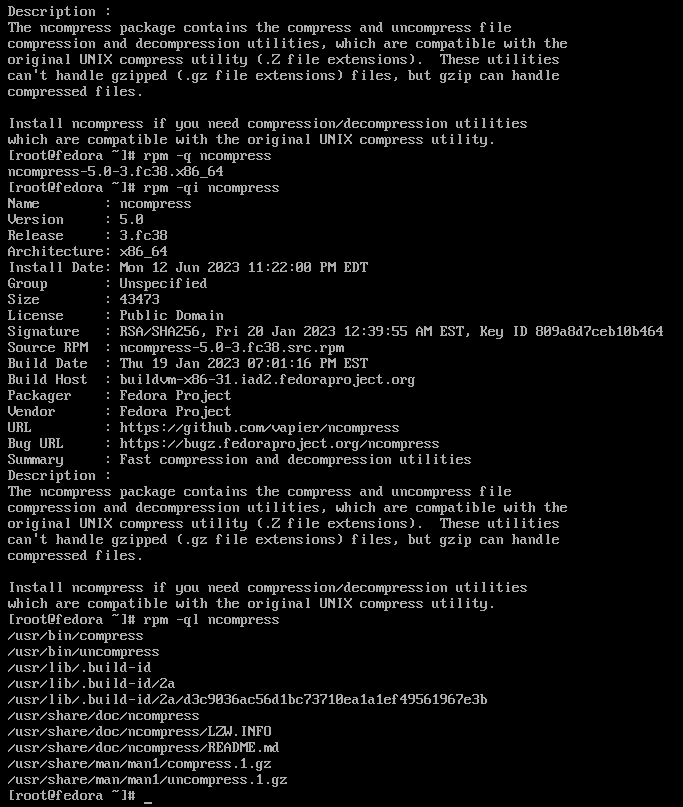 Description :
The ncompress package contains the compress and uncompress file
compression and decompression utilities, which are compatible with the
original UNIX compress utility (.Z file extensions).  These utilities
can't handle gzipped (.gz file extensions) files, but gzip can handle
compressed files.

Install ncompress if you need compression/decompression utilities
which are compatible with the original UNIX compress utility.
[root@fedora ~]# rpm -q ncompress
ncompress-5.0-3.fc38.x86_64
[root@fedora ~]# rpm -qi ncompress
Name        : ncompress
Version     : 5.0
Release     : 3.fc38
Architecture: x86_64
Install Date: Mon 12 Jun 2023 11:22:00 PM EDT
Group       : Unspecified
Size        : 43473
License     : Public Domain
Signature   : RSA/SHA256, Fri 20 Jan 2023 12:39:55 AM EST, Key ID 809a8d7ceb10b464
Source RPM  : ncompress-5.0-3.fc38.src.rpm
Build Date  : Thu 19 Jan 2023 07:01:16 PM EST
Build Host  : buildvm-x86-31.iad2.fedoraproject.org
Packager    : Fedora Project
Vendor      : Fedora Project
URL         : https://github.com/vapier/ncompress
Bug URL     : https://bugz.fedoraproject.org/ncompress
Summary     : Fast compression and decompression utilities
Description :
The ncompress package contains the compress and uncompress file
compression and decompression utilities, which are compatible with the
original UNIX compress utility (.Z file extensions).  These utilities
can't handle gzipped (.gz file extensions) files, but gzip can handle
compressed files.

Install ncompress if you need compression/decompression utilities
which are compatible with the original UNIX compress utility.
[root@fedora ~]# rpm -ql ncompress
/usr/bin/compress
/usr/bin/uncompress
/usr/lib/.build-id
/usr/lib/.build-id/2a
/usr/lib/.build-id/2a/d3c9036ac56d1bc73710ea1a1ef49561967e3b
/usr/share/doc/ncompress
/usr/share/doc/ncompress/LZW.INFO
/usr/share/doc/ncompress/README.md
/usr/share/man/man1/compress.1.gz
/usr/share/man/man1/uncompress.1.gz
[root@fedora ~]# _